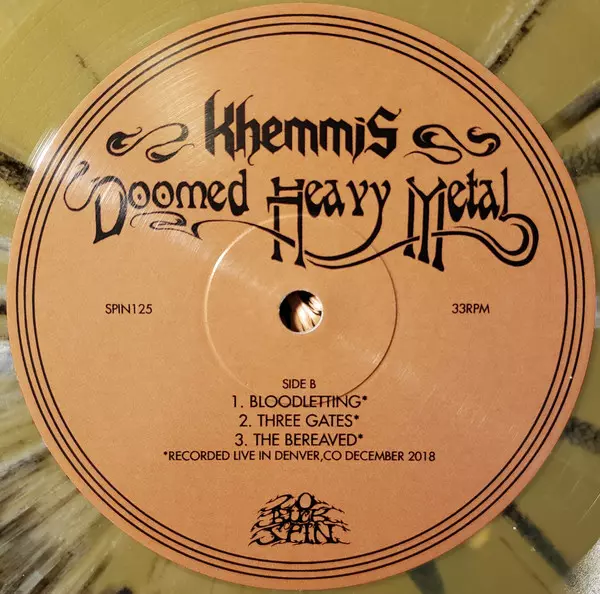 Khemmis
Doomed Heavy Metal
SPIN125
33RPM
SIDE B
1. BLOODLETTING*
2. THREE GATES*
3. THE BEREAVED*
*RECORDED LIVE IN DENVER,CO DECEMBER 2018
20
BUCK
SPIN